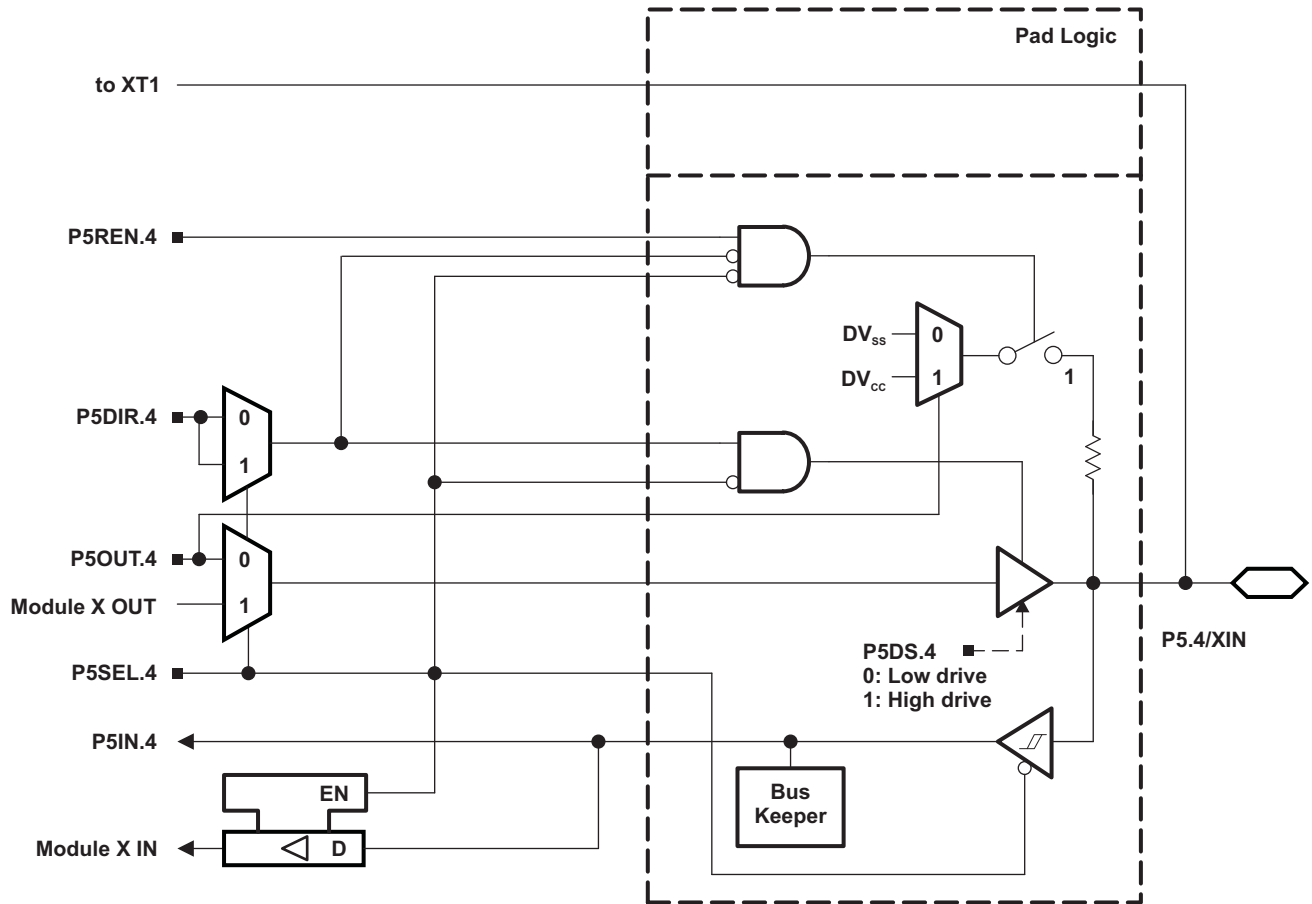 Pad Logic
to XT1
P5REN.4
DVSS
0
DVCC
1
1
P5DIR.4
0
1
P5OUT.4
0
Module X OUT
1
P5.4/XIN
P5DS.4
0: Low drive
1: High drive
P5SEL.4
P5IN.4
Bus
Keeper
EN
Module X IN
D